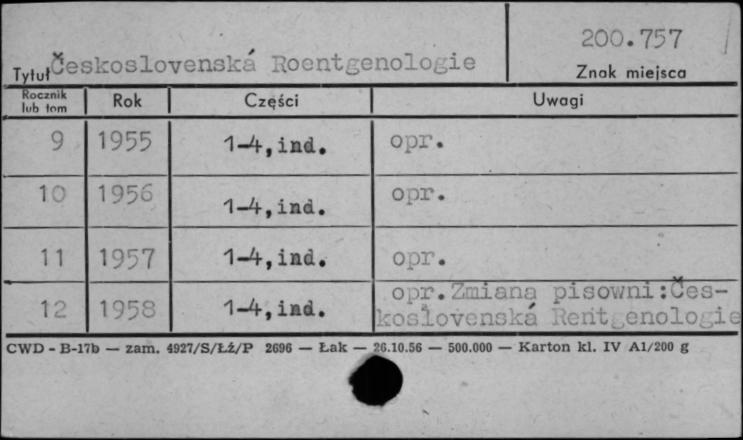 200.757
Tytuł Československá Roentgenologie
Znak miejsca
Rocznik lub tom Rok Części Uwagi
9 1955 1-4,ind. opr.
10 1956 1-4,ind. opr.
11 1957 1-4,ind. opr.
12 1958 1-4,ind. opr.Zmiana pisowni:Čes-
koslovenská Rentgenologie
CWD - B-17b — zam. 4927/S/ŁŻ/P 2696 — Łak — 26.10.56 — 500.000 — Karton kl. IV A1/200 g